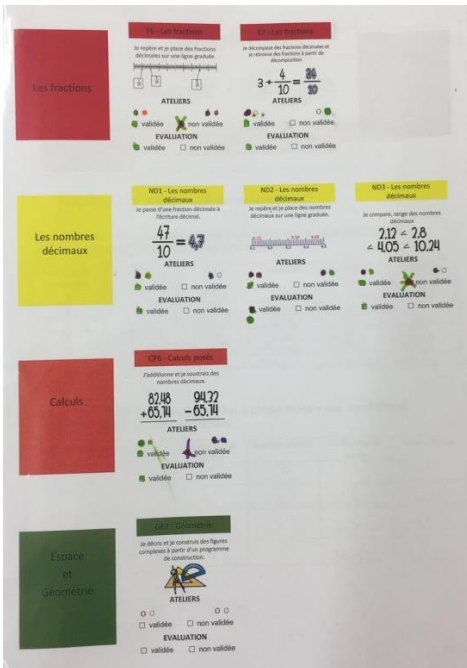 Les fractions
F6 - Les fractions
Je repère et je place des fractions
décimales sur une ligne graduée
ATELIERS
validée non validée
EVALUATION
validée non validée
F7 - Les fractions
Je décompose des fractions décimales et
je retrouve des fractions à partir de
décomposition
3 + 4/10 = 34/10
ATELIERS
validée non validée
EVALUATION
validée non validée
Les nombres
décimaux
ND1 - Les nombres
décimaux
Je passe d'une fraction décimale à
l'écriture décimal.
47/10 = 4,7
ATELIERS
validée non validée
EVALUATION
validée non validée
ND2 - Les nombres
décimaux
Je repère et je place des nombres
décimaux sur une ligne graduée.
ATELIERS
validée non validée
EVALUATION
validée non validée
ND3 - Les nombres
décimaux
Je compare, range des nombres
décimaux
2,12 < 2,8
< 4,05 < 10,24
ATELIERS
validée non validée
EVALUATION
validée non validée
Calculs
CP6 - Calculs posés
J'additionne et je soustrais des
nombres décimaux.
82,48 94,32
+65,74 -65,74
ATELIERS
validée non validée
EVALUATION
validée non validée
Espace
et
Géométrie
Géométrie
Je décris et je construis des figures
complexes à partir d'un programme
de construction.
ATELIERS
validée non validée
EVALUATION
validée non validée